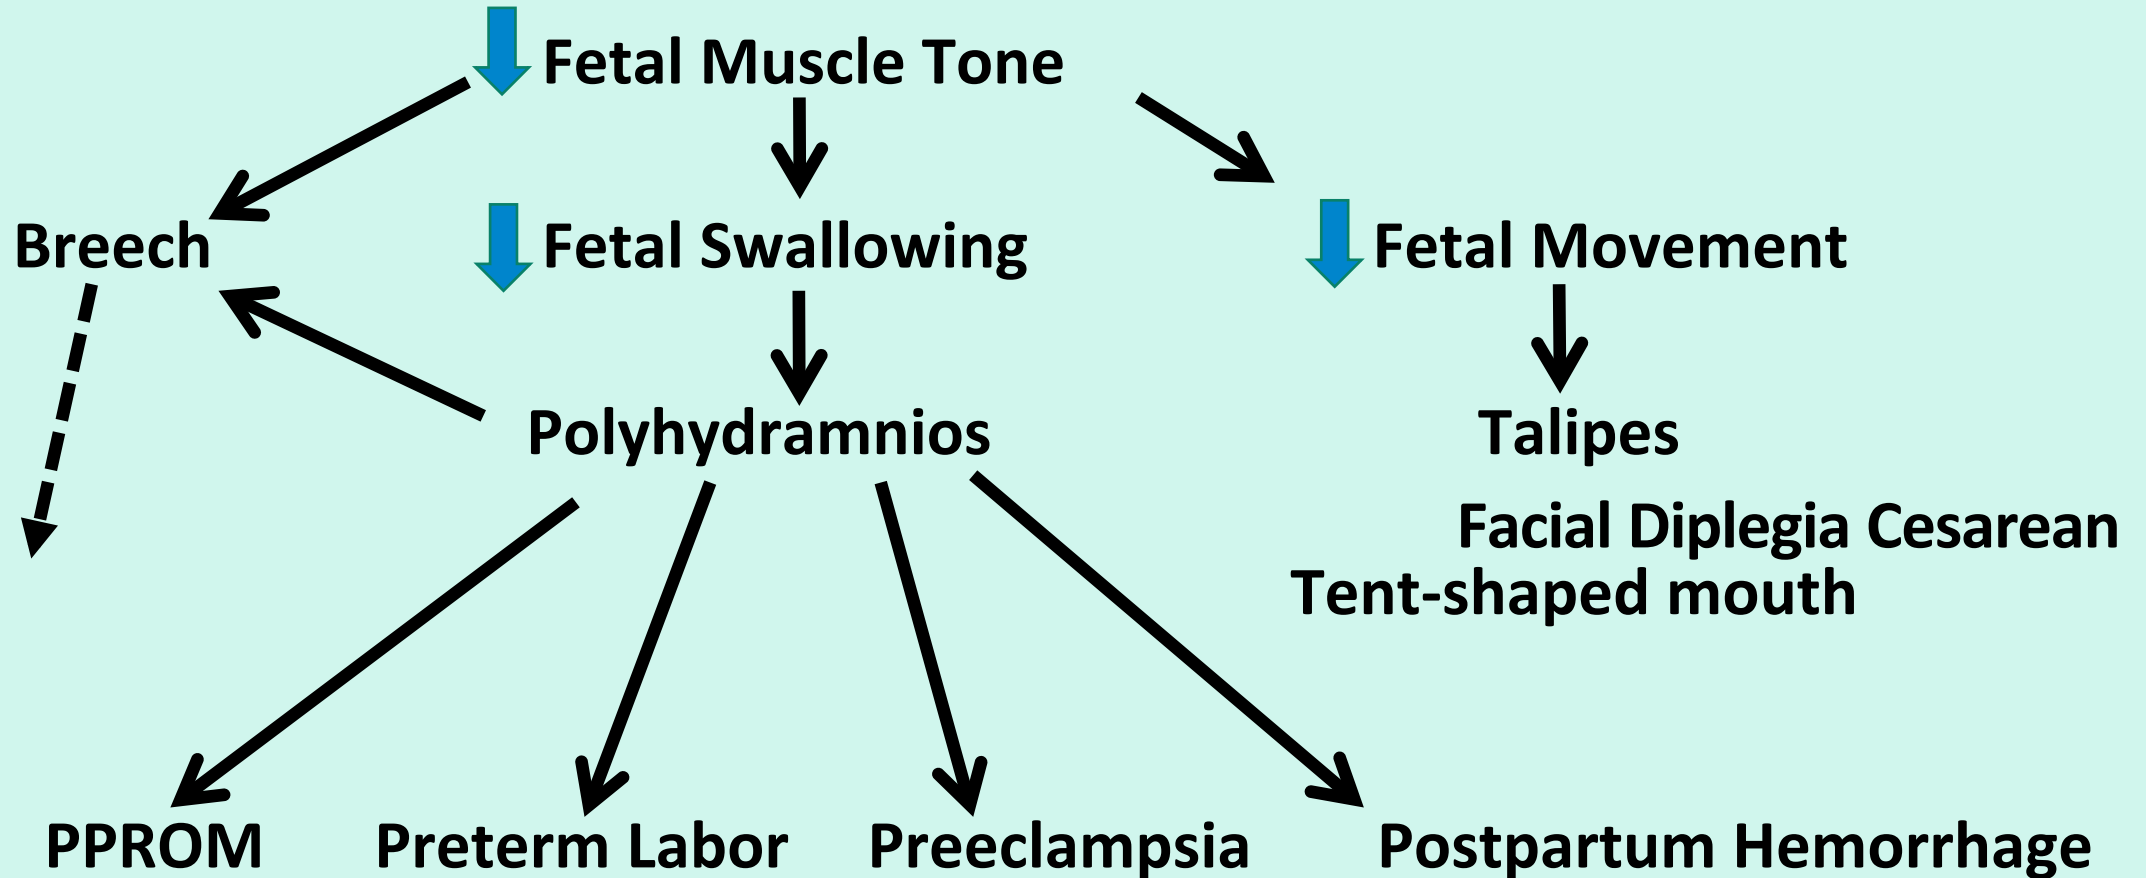 Fetal Muscle Tone
Breech
Fetal Swallowing
Fetal Movement
Polyhydramnios
Talipes
Facial Diplegia Cesarean
Tent-shaped mouth
PPROM
Preterm Labor
Preeclampsia
Postpartum Hemorrhage